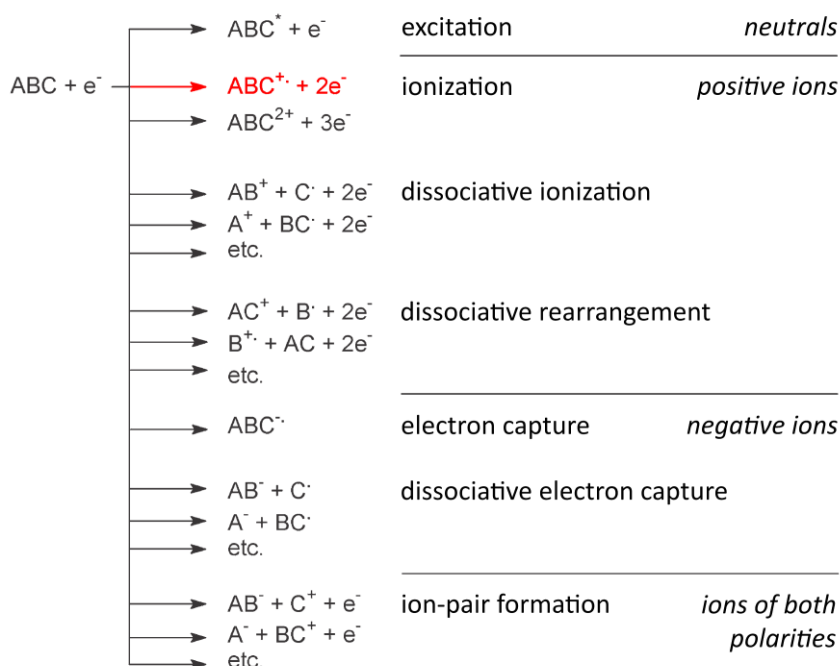 ABC* + e⁻ excitation neutrals
ABC + e⁻ ABC⁺· + 2e⁻ ionization positive ions
ABC²⁺ + 3e⁻
AB⁺ + C· + 2e⁻ dissociative ionization
A⁺ + BC· + 2e⁻
etc.
AC⁺ + B· + 2e⁻ dissociative rearrangement
B⁺· + AC + 2e⁻
etc.
ABC⁻· electron capture negative ions
AB⁻ + C· dissociative electron capture
A⁻ + BC·
etc.
AB⁻ + C⁺ + e⁻ ion-pair formation ions of both
A⁻ + BC⁺ + e⁻ polarities
etc.